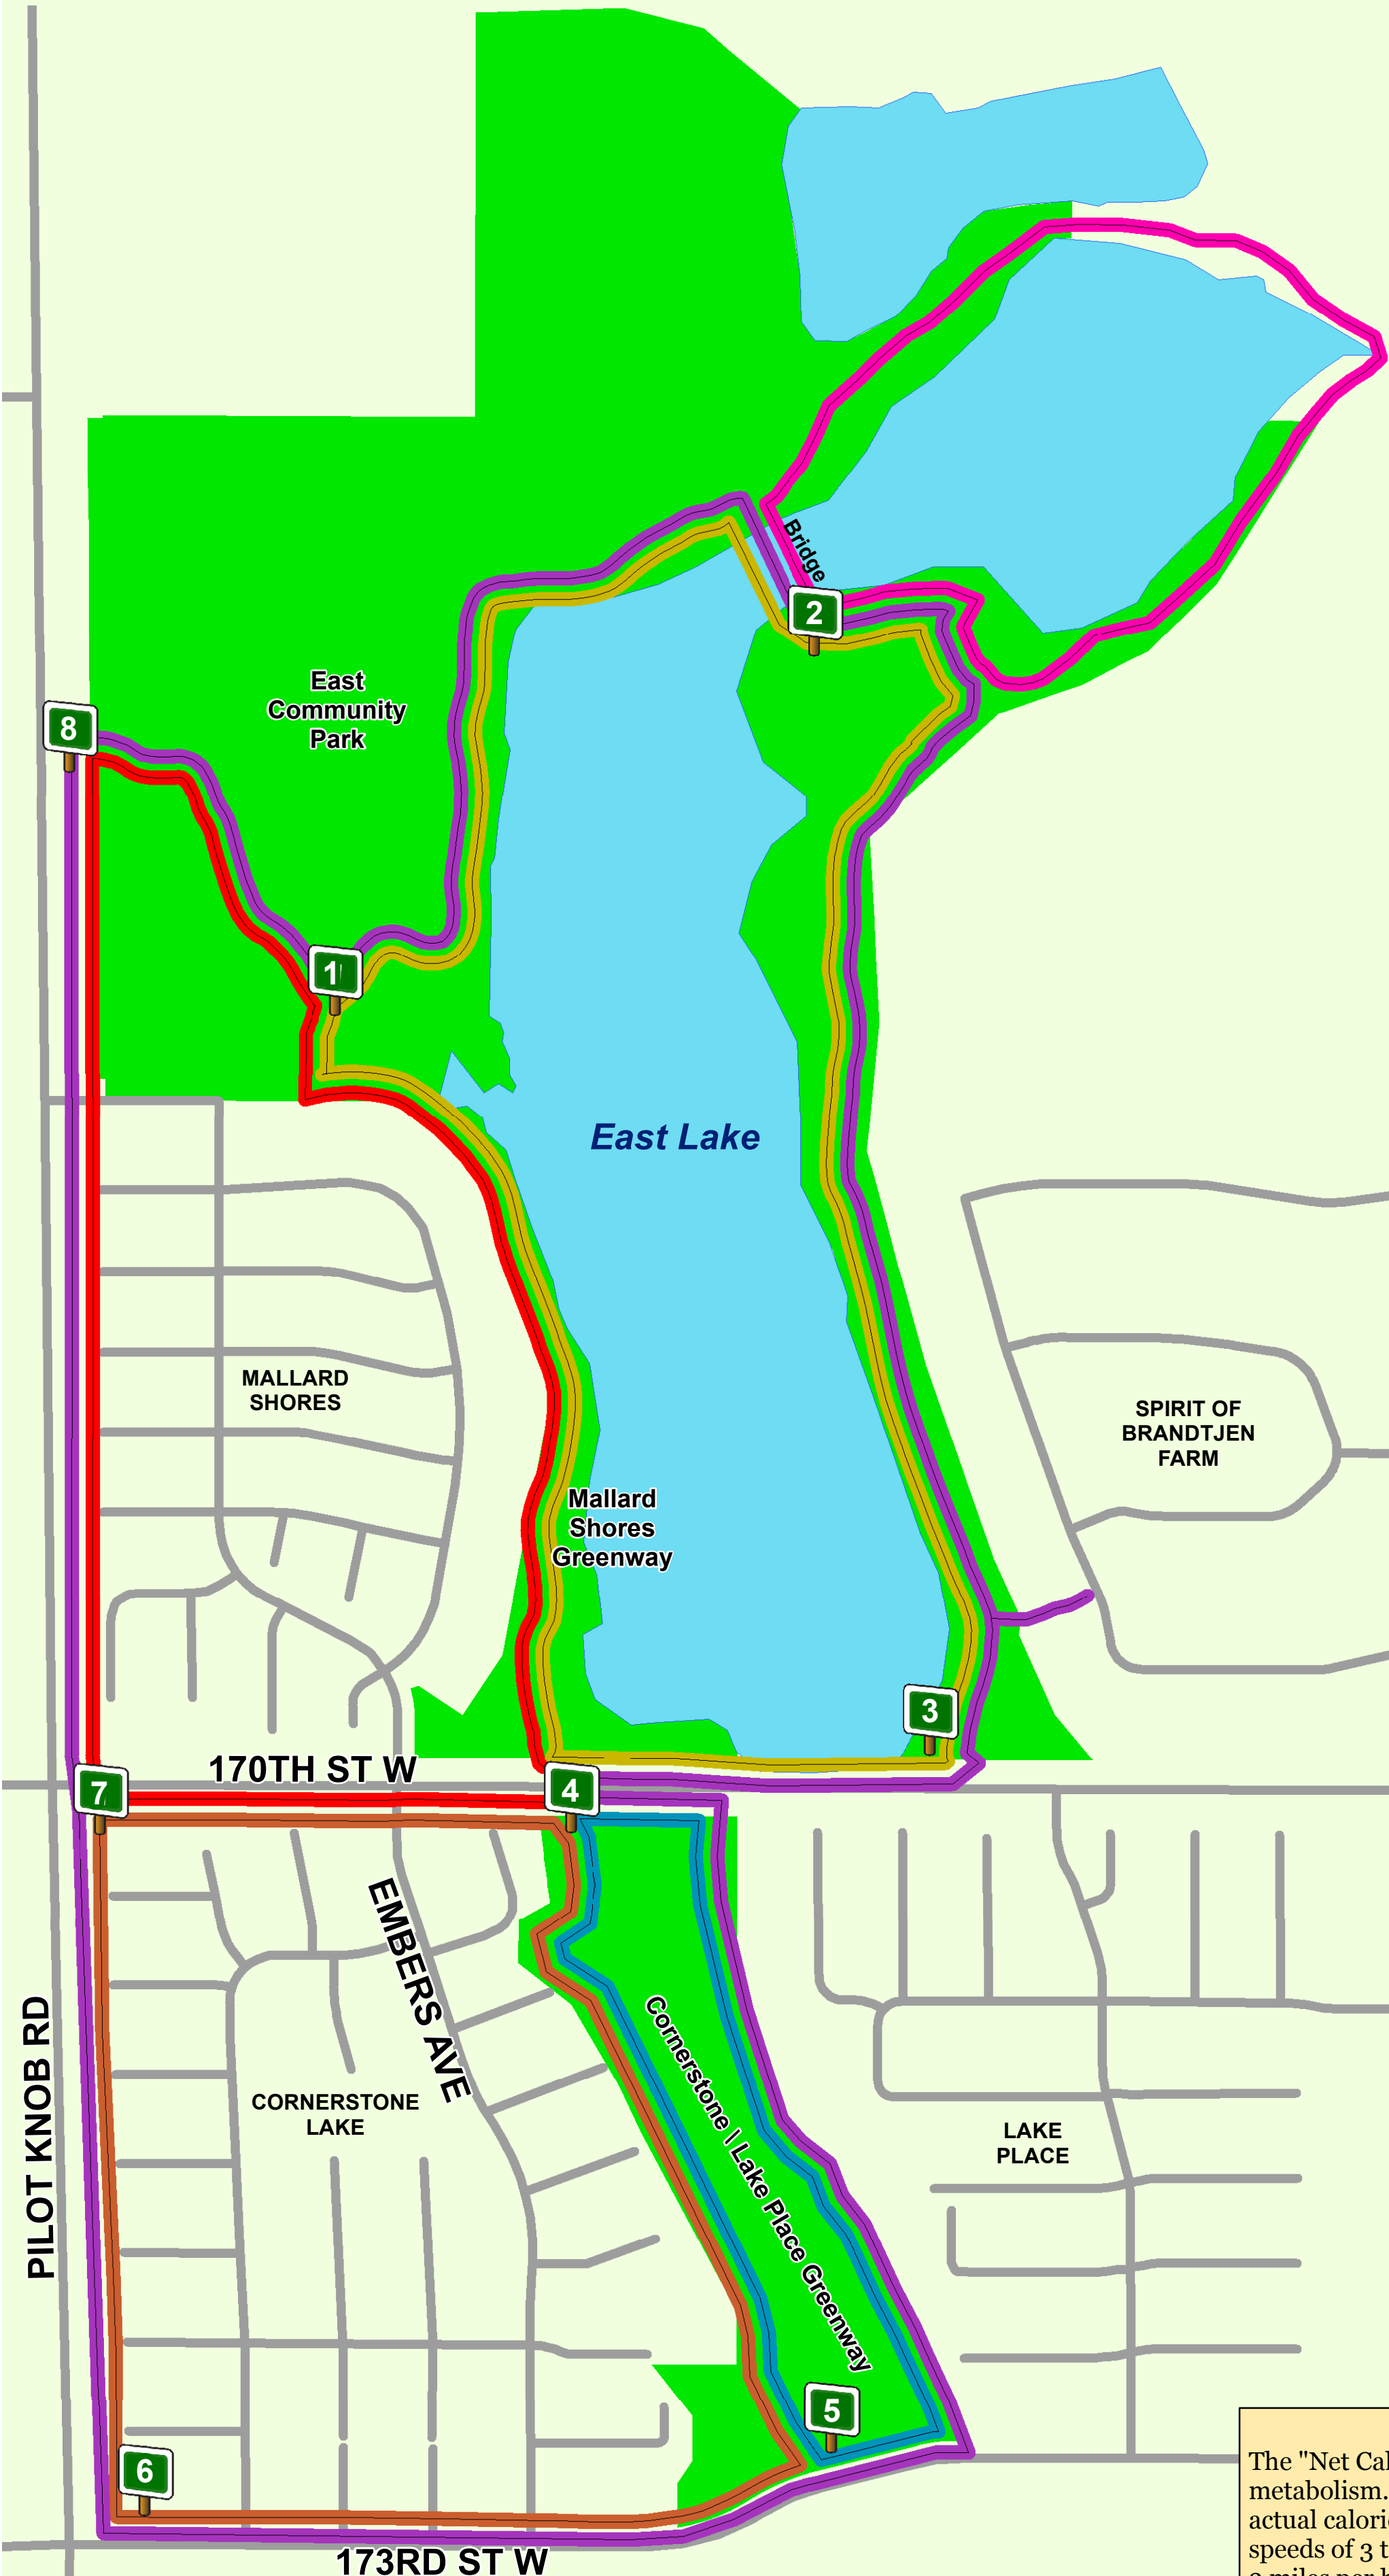 Bridge
2
East
Community
Park
8
1
East Lake
MALLARD
SHORES
SPIRIT OF
BRANDTJEN
FARM
Mallard
Shores
Greenway
3
170TH ST W
7
4
EMBERS AVE
PILOT KNOB RD
Cornerstone \ Lake Place Greenway
CORNERSTONE
LAKE
LAKE
PLACE
5
6
The "Net Cal
metabolism.
actual calorie
speeds of 3 t
173RD ST W